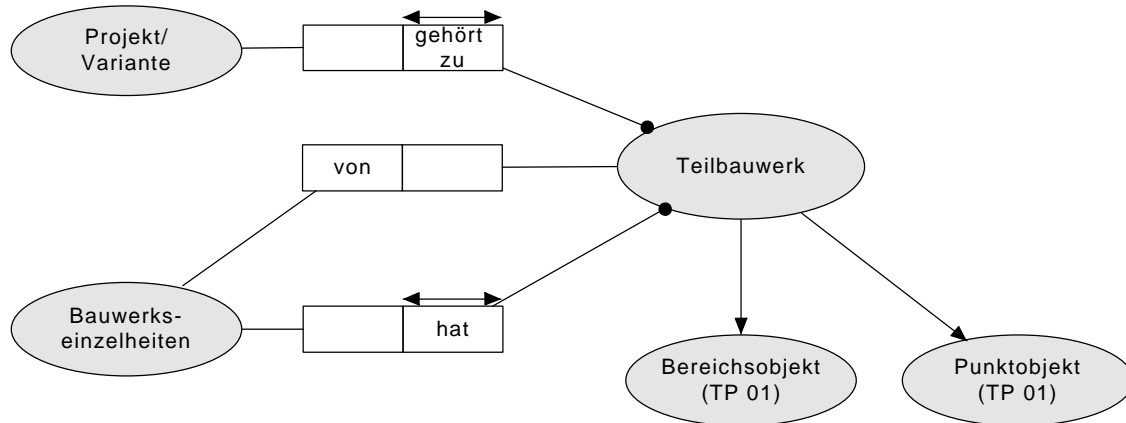 Projekt/
Variante
gehört
zu
von
Teilbauwerk
Bauwerks-
einzelheiten
hat
Bereichsobjekt
(TP 01)
Punktobjekt
(TP 01)